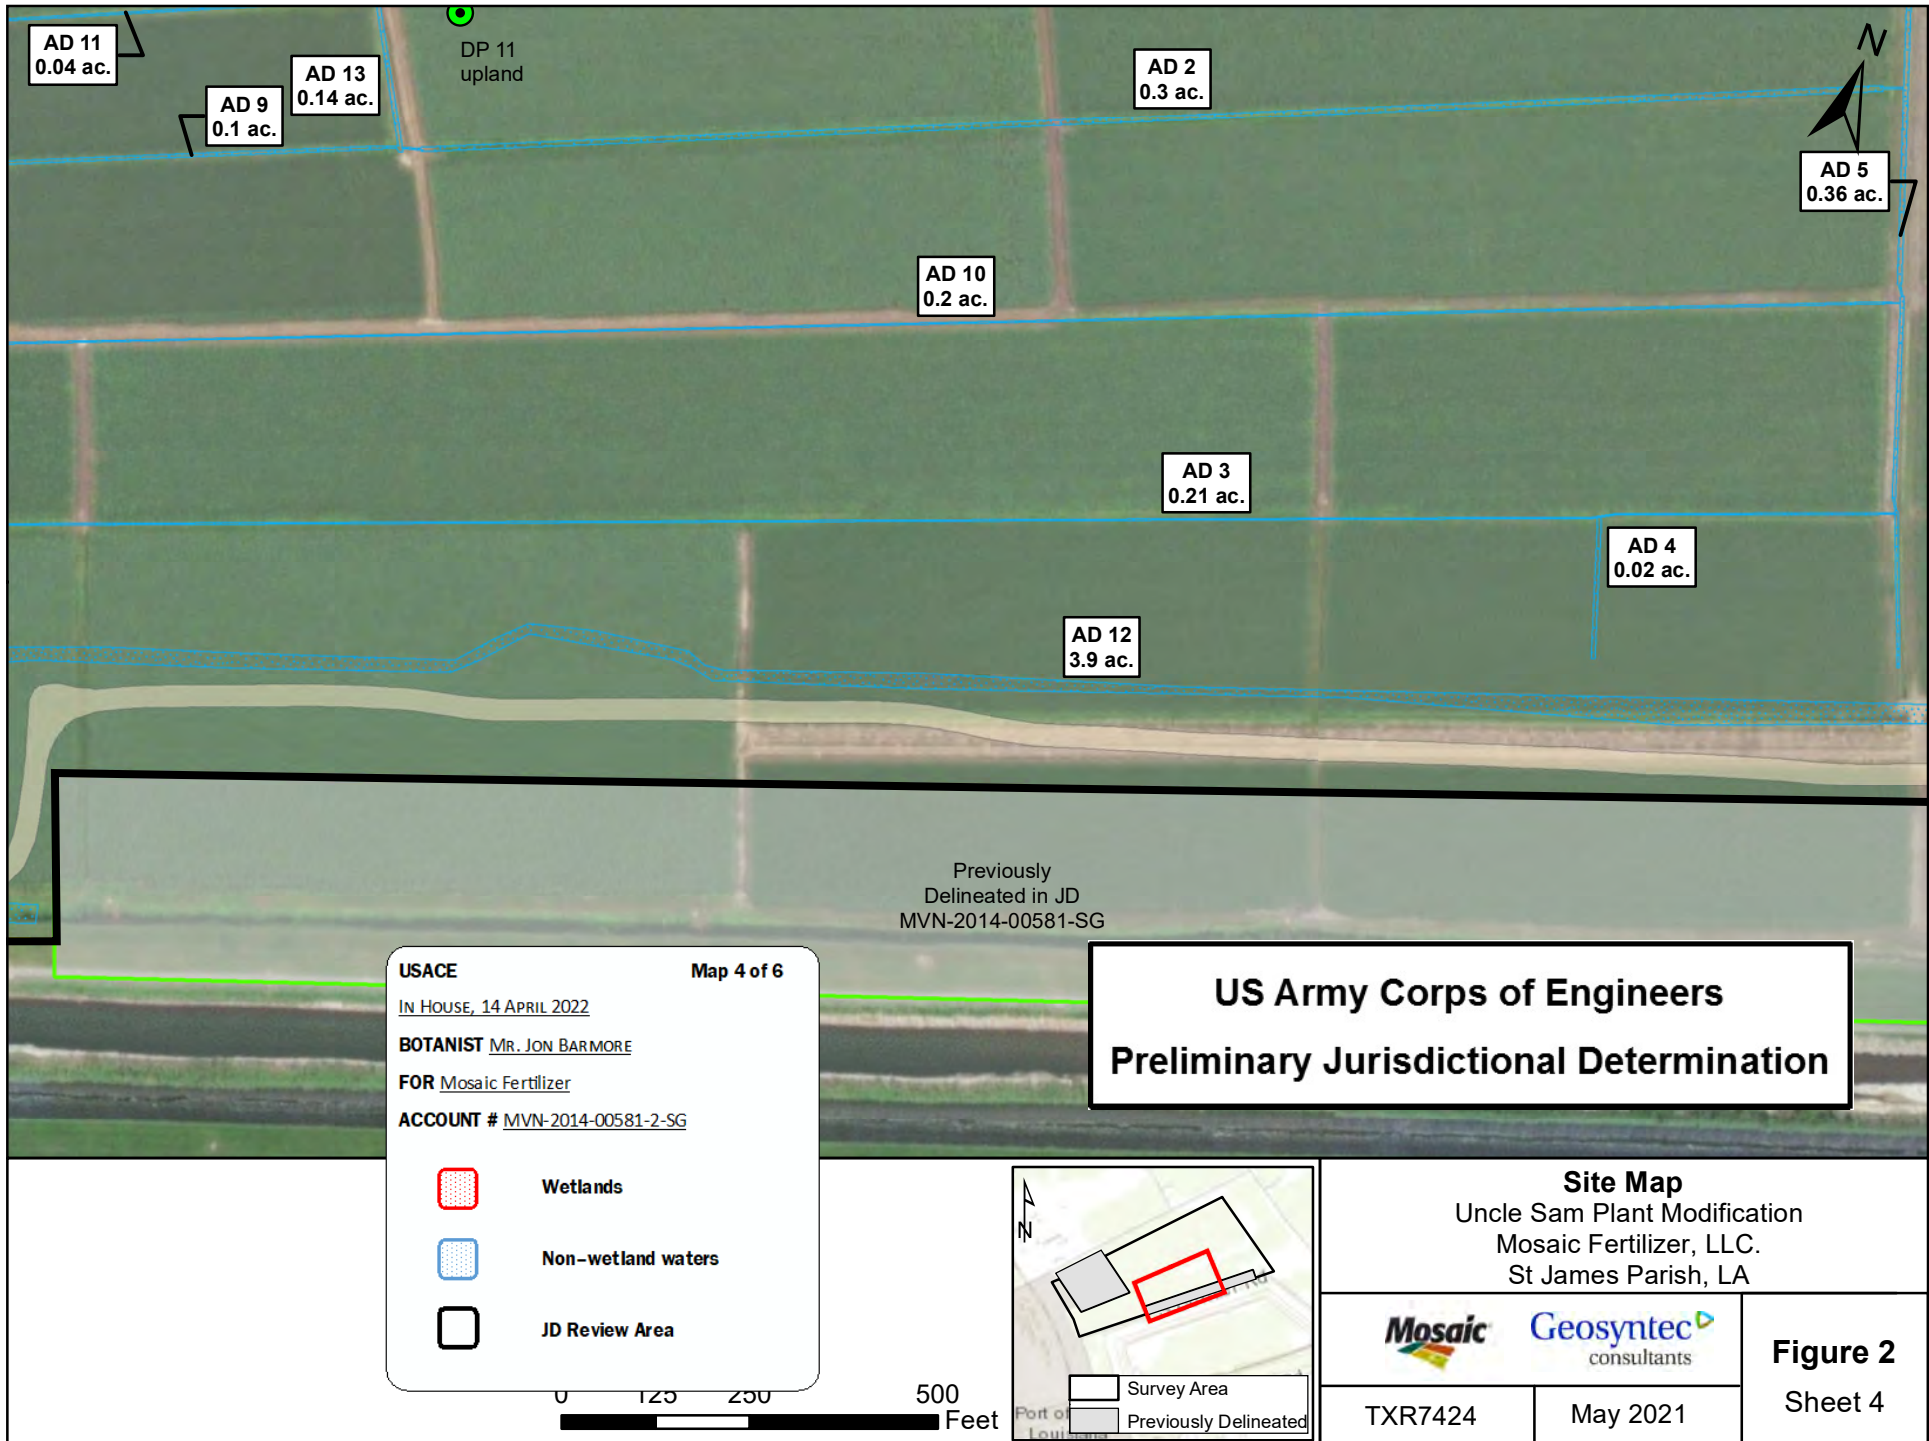 AD 11
0.04 ac.
AD 13
0.14 ac.
AD 9
0.1 ac.
DP 11
upland
AD 2
0.3 ac.
N
AD 5
0.36 ac.
AD 10
0.2 ac.
AD 3
0.21 ac.
AD 4
0.02 ac.
AD 12
3.9 ac.
Previously
Delineated in JD
MVN-2014-00581-SG
US Army Corps of Engineers
Preliminary Jurisdictional Determination
USACE Map 4 of 6
IN HOUSE, 14 APRIL 2022
BOTANIST MR. JON BARMORE
FOR Mosaic Fertilizer
ACCOUNT # MVN-2014-00581-2-SG
Wetlands
Non-wetland waters
JD Review Area
0 125 250 500
Feet
N
Rd
Port of
Louisiana
Survey Area
Previously Delineated
Site Map
Uncle Sam Plant Modification
Mosaic Fertilizer, LLC.
St James Parish, LA
Mosaic
Geosyntec
consultants
Figure 2
Sheet 4
TXR7424
May 2021